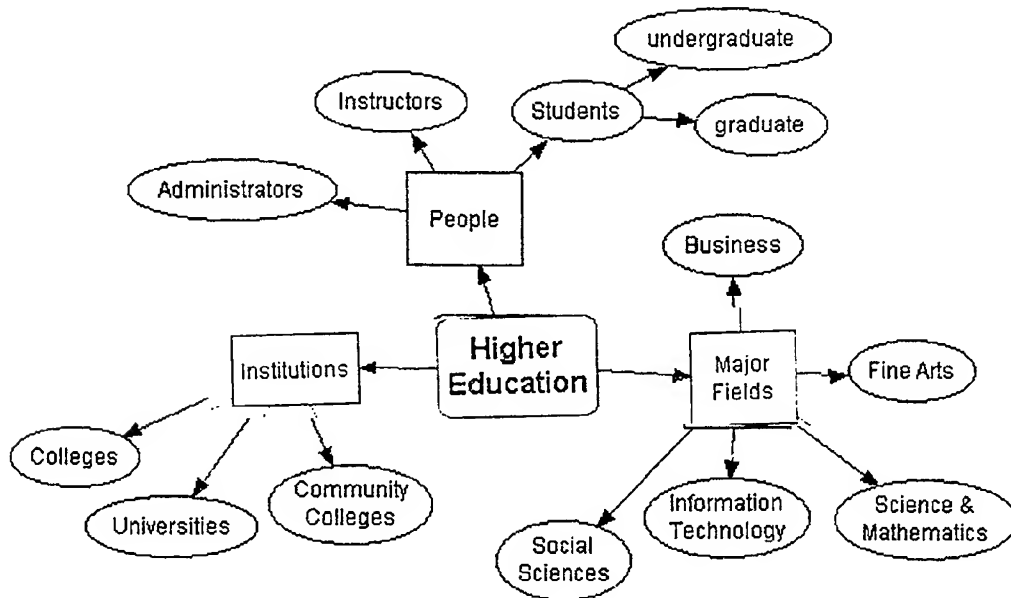 undergraduate
Instructors
Students
graduate
Administrators
People
Business
Higher
Education
Institutions
Major
Fields
Fine Arts
Colleges
Universities
Community
Colleges
Social
Sciences
Information
Technology
Science &
Mathematics